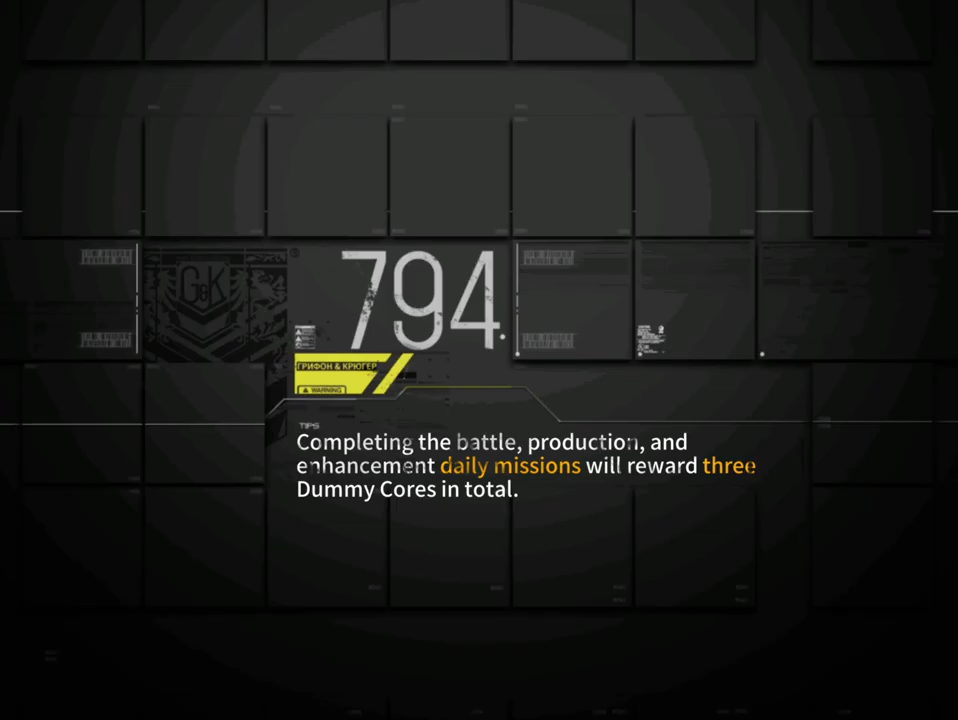 G&K
794.
ГРИФОН & КРЮГЕР
WARNING
TIPS
Completing the battle, production, and
enhancement daily missions will reward three
Dummy Cores in total.